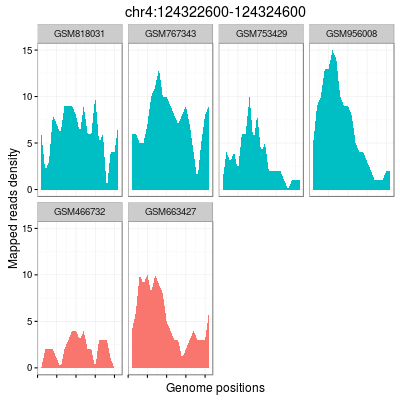 chr4:124322600-124324600
GSM818031 GSM767343 GSM753429 GSM956008
15
10
5
0
GSM466732 GSM663427
15
10
5
0
Mapped reads density
Genome positions